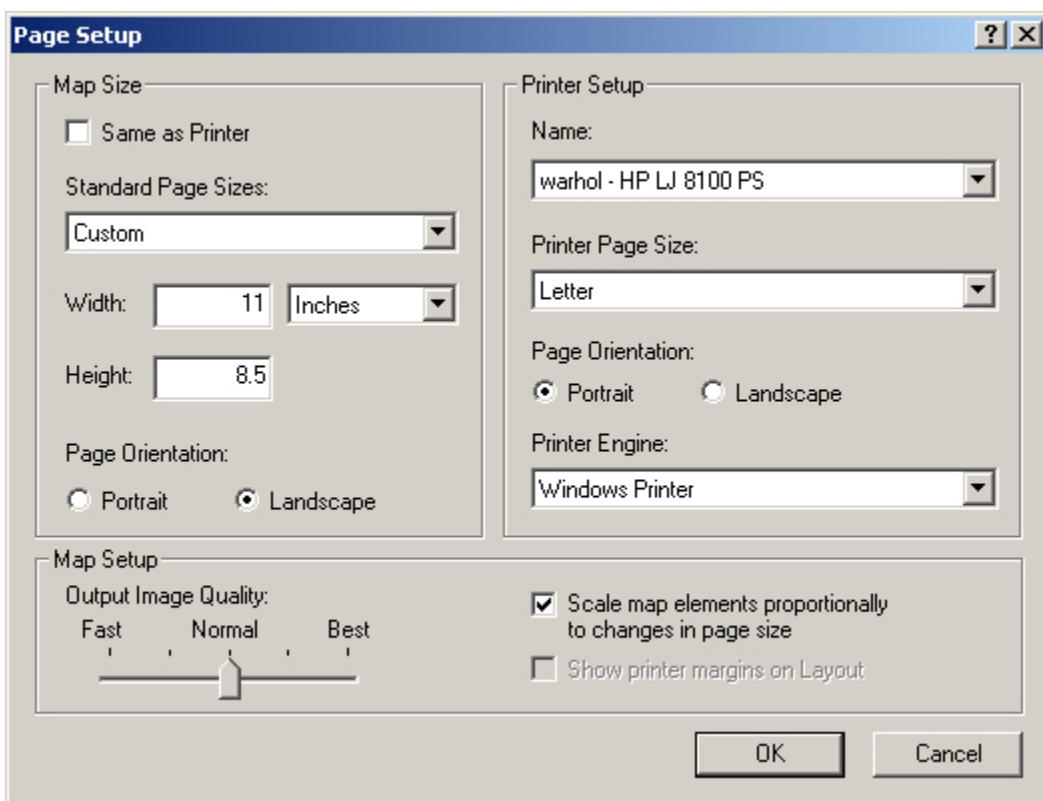 Page Setup
Map Size
Same as Printer
Standard Page Sizes:
Custom
Width: 11 Inches
Height: 8.5
Page Orientation:
Portrait Landscape
Printer Setup
Name:
warhol - HP LJ 8100 PS
Printer Page Size:
Letter
Page Orientation:
Portrait Landscape
Printer Engine:
Windows Printer
Map Setup
Output Image Quality:
Fast Normal Best
Scale map elements proportionally
to changes in page size
Show printer margins on Layout
OK Cancel